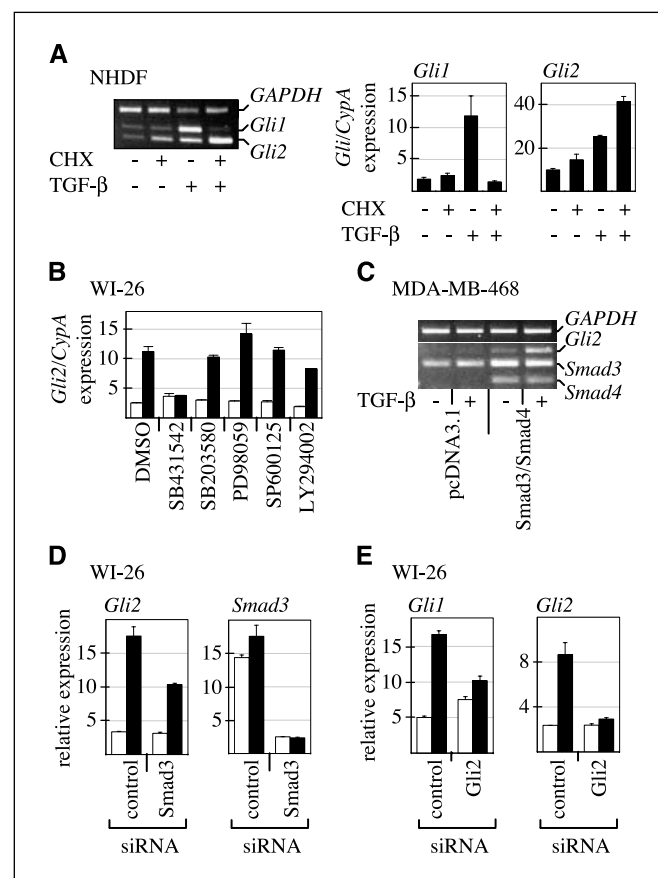 A
NHDF
GAPDH
Gli1
Gli2
CHX - + - +
TGF-β - - + +
Gli1 Gli2
Gli/CypA
expression
15
10
5
40
20
CHX - + - + - + - +
TGF-β - - + + - - + +
B
WI-26
Gli2/CypA
expression
15
10
5
DMSO
SB431542
SB203580
PD98059
SP600125
LY294002
C
MDA-MB-468
GAPDH
Gli2
Smad3
Smad4
TGF-β - + - +
pcDNA3.1
Smad3/Smad4
D
WI-26
Gli2 Smad3
relative expression
15
10
5
15
10
5
control
Smad3
control
Smad3
siRNA siRNA
E
WI-26
Gli1 Gli2
relative expression
15
10
5
8
4
control
Gli2
control
Gli2
siRNA siRNA